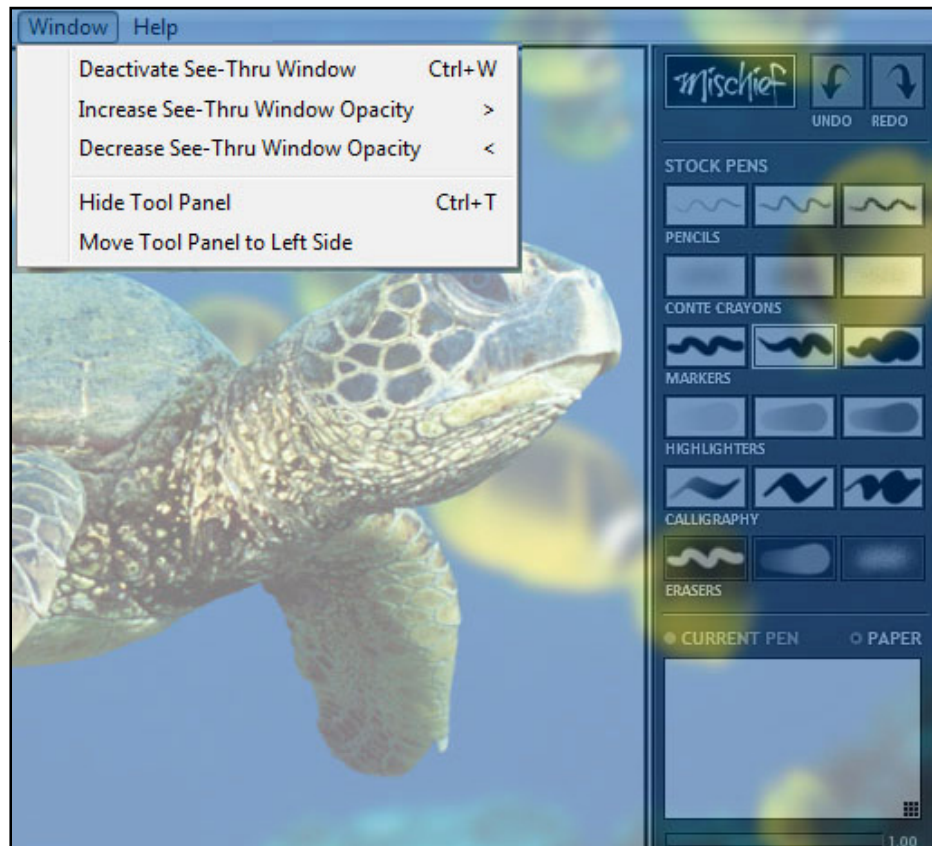 Window Help
Deactivate See-Thru Window Ctrl+W
Increase See-Thru Window Opacity >
Decrease See-Thru Window Opacity <
Hide Tool Panel Ctrl+T
Move Tool Panel to Left Side
mischief
UNDO REDO
STOCK PENS
PENCILS
CONTE CRAYONS
MARKERS
HIGHLIGHTERS
CALLIGRAPHY
ERASERS
CURRENT PEN PAPER
1.00